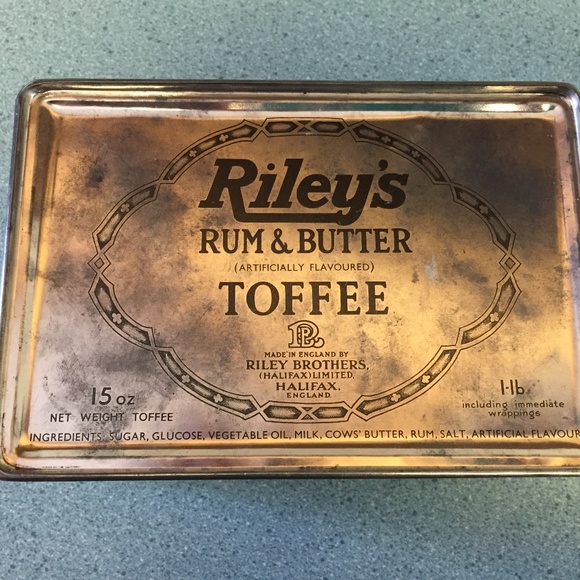 Riley's
RUM & BUTTER
(ARTIFICIALLY FLAVOURED)
TOFFEE
MADE IN ENGLAND BY
RILEY BROTHERS,
(HALIFAX) LIMITED,
HALIFAX.
ENGLAND.
15 oz
NET WEIGHT TOFFEE
1-lb.
including immediate
wrappings
INGREDIENTS: SUGAR, GLUCOSE, VEGETABLE OIL, MILK, COWS' BUTTER, RUM, SALT, ARTIFICIAL FLAVOUR